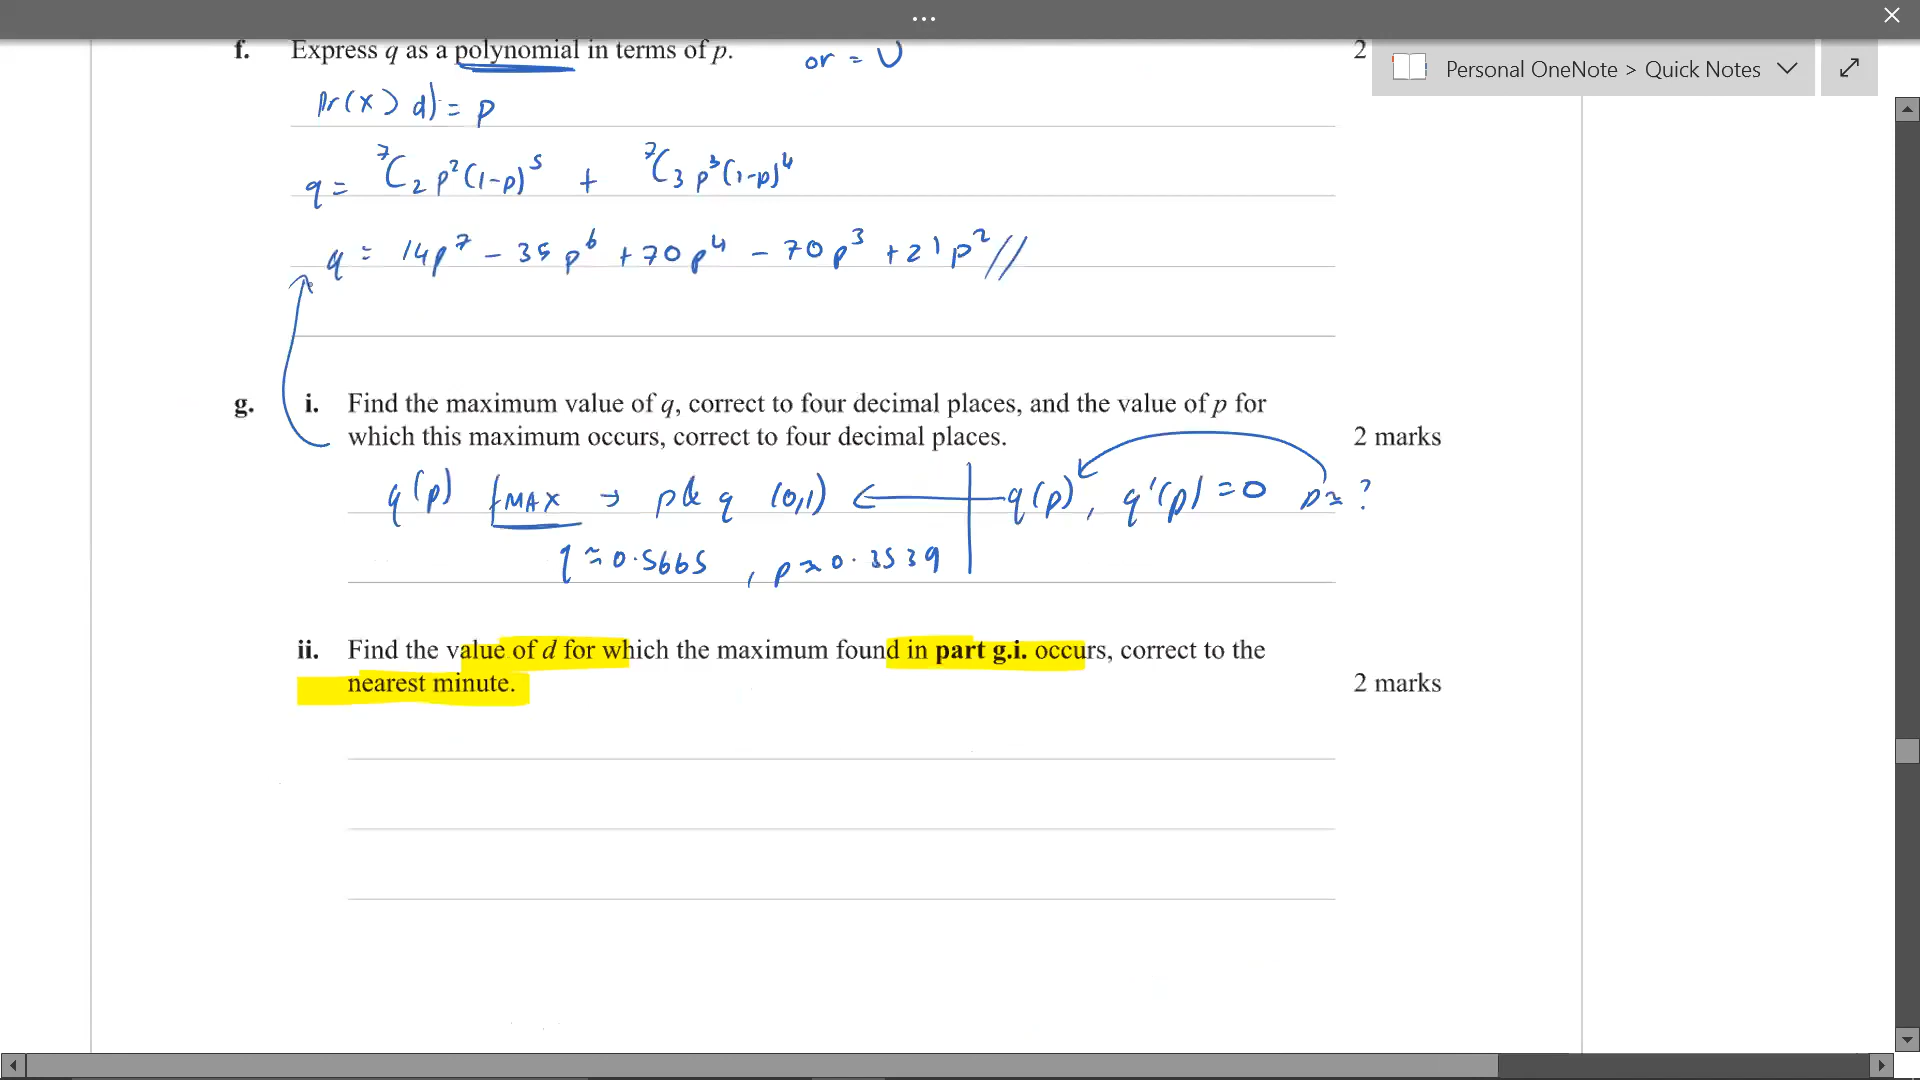 f. Express q as a polynomial in terms of p. or = U 2
Personal OneNote > Quick Notes
Pr(X > d) = p
q = ⁷C₂ p²(1-p)⁵ + ⁷C₃ p³(1-p)⁴
q = 14p⁷ - 35p⁶ + 70p⁴ - 70p³ + 21p² //
g. i. Find the maximum value of q, correct to four decimal places, and the value of p for
which this maximum occurs, correct to four decimal places. 2 marks
q(p) fMAX → p & q (0,1) ← q(p), q'(p) = 0 p≈?
q ≈ 0.5665, p ≈ 0.3539
ii. Find the value of d for which the maximum found in part g.i. occurs, correct to the
nearest minute. 2 marks